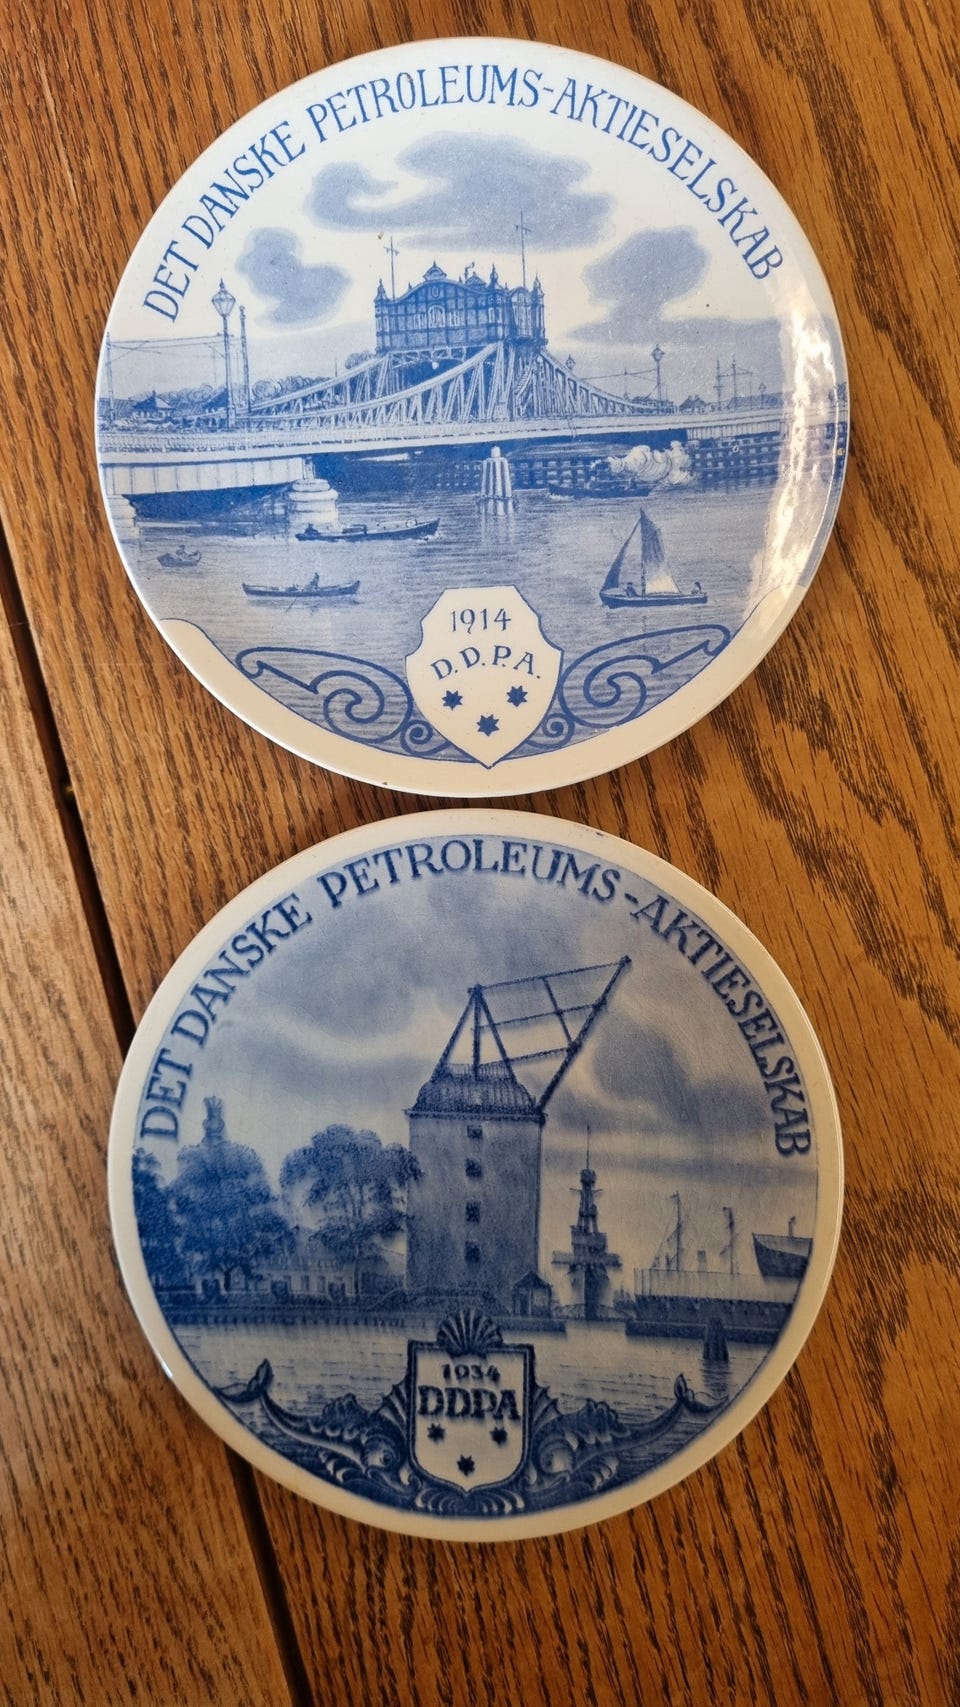 DET DANSKE PETROLEUMS-AKTIESELSKAB
1914
D.D.P.A.
DET DANSKE PETROLEUMS-AKTIESELSKAB
1934
DDPA